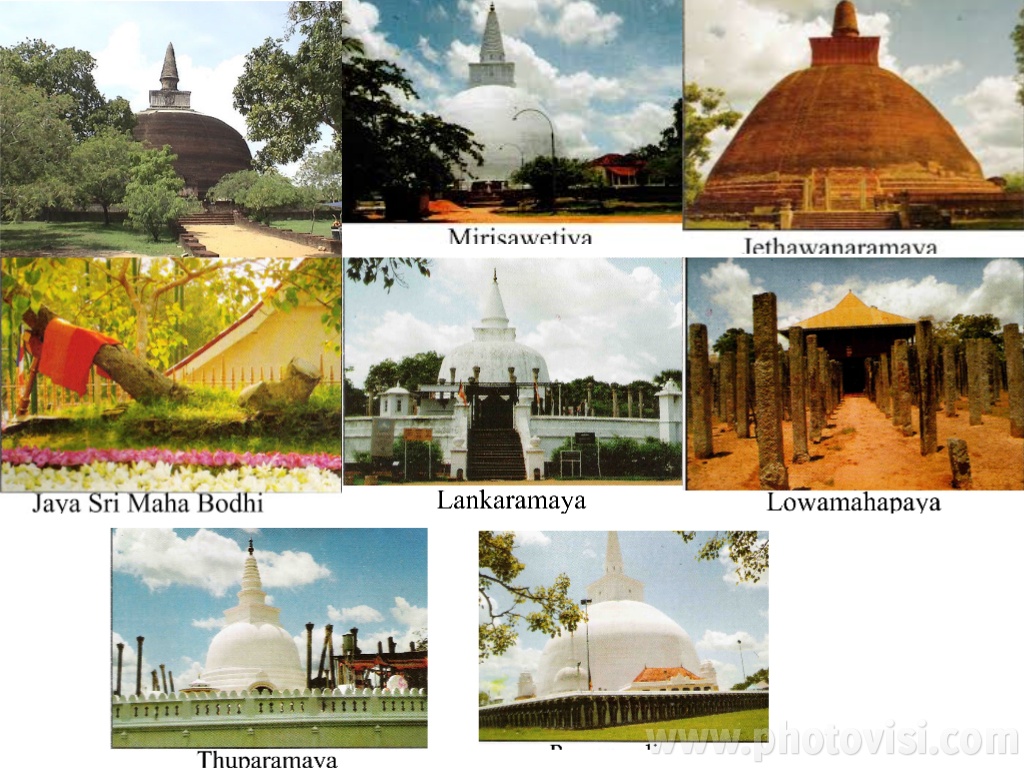 Mirisawetiya
Jethawanaramaya
Jaya Sri Maha Bodhi
Lankaramaya
Lowamahapaya
Thuparamaya
www.photovisi.com